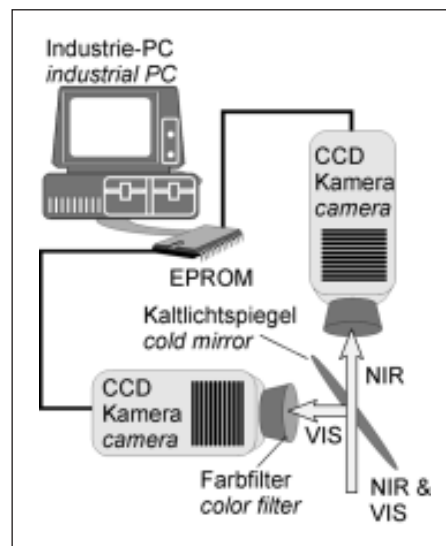 Industrie-PC
industrial PC
CCD
Kamera
camera
EPROM
Kaltlichtspiegel
cold mirror
NIR
CCD
Kamera
camera
VIS
Farbfilter
color filter
NIR &
VIS